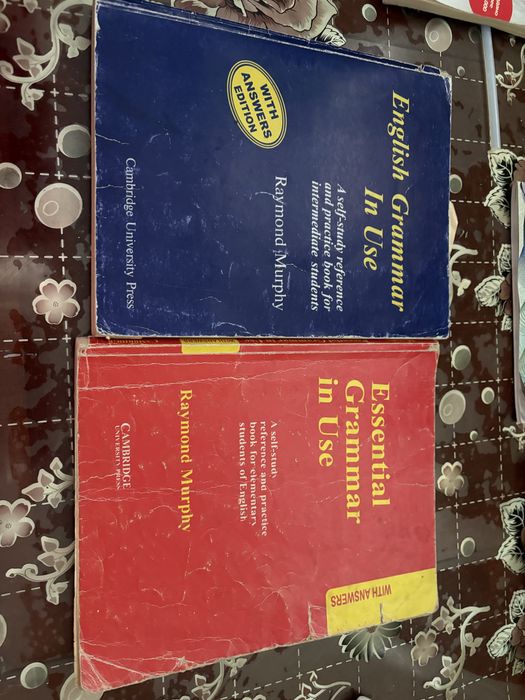 English Grammar
In Use
A self-study reference
and practice book for
intermediate students
WITH
ANSWERS
EDITION
Raymond Murphy
Cambridge University Press
Essential
Grammar
in Use
A self-study
reference and practice
book for elementary
students of English
WITH ANSWERS
Raymond Murphy
CAMBRIDGE
UNIVERSITY PRESS